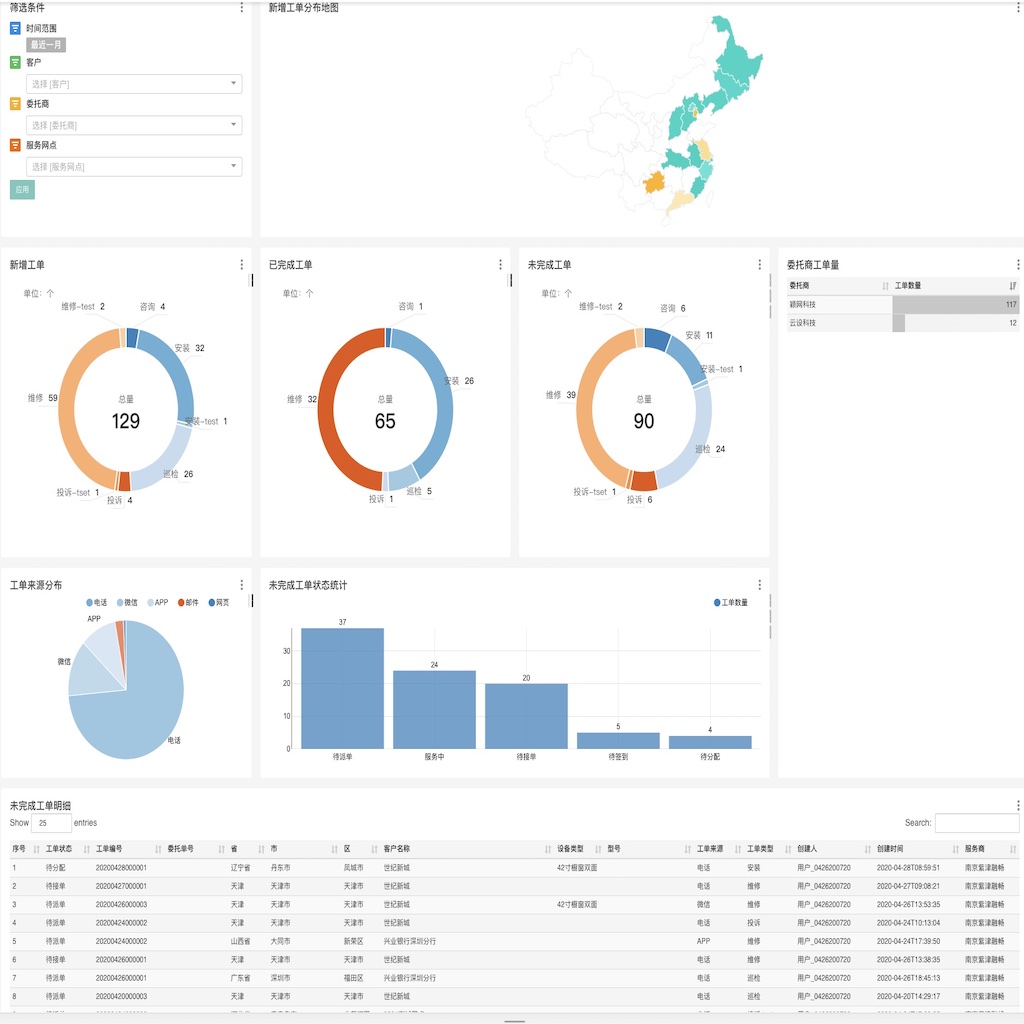 筛选条件
时间范围
最近一月
客户
选择 [客户]
委托商
选择 [委托商]
服务网点
选择 [服务网点]
应用
新增工单分布地图
新增工单
单位：个
维修-test 2
咨询 4
安装 32
安装-test 1
巡检 26
投诉 4
投诉-tset 1
维修 59
总量
129
已完成工单
单位：个
咨询 1
安装 26
巡检 5
投诉 1
维修 32
总量
65
未完成工单
单位：个
维修-test 2
咨询 6
安装 11
安装-test 1
巡检 24
投诉 6
投诉-tset 1
维修 39
总量
90
委托商工单量
委托商 工单数量
颖网科技 117
云设科技 12
工单来源分布
电话 微信 APP 邮件 网页
APP
微信
电话
未完成工单状态统计
工单数量
30
20
10
0
37
24
20
5
4
待派单 服务中 待接单 待签到 待分配
未完成工单明细
Show 25 entries
Search:
序号 工单状态 工单编号 委托单号 省 市 区 客户名称 设备类型 型号 工单来源 工单类型 创建人 创建时间 服务商
1 待分配 20200428000001 辽宁省 丹东市 凤城市 世纪新城 42寸橱窗双面 电话 安装 用户_0426200720 2020-04-28T08:59:51 南京紫津融畅
2 待接单 20200427000001 天津 天津市 天津市 世纪新城 电话 维修 用户_0426200720 2020-04-27T09:08:21 南京紫津融畅
3 待派单 20200426000003 天津 天津市 天津市 世纪新城 42寸橱窗双面 微信 维修 用户_0426200720 2020-04-26T13:53:35 南京紫津融畅
4 待派单 20200424000002 天津 天津市 天津市 世纪新城 电话 投诉 用户_0426200720 2020-04-24T10:13:04 南京紫津融畅
5 待派单 20200424000002 山西省 大同市 新荣区 兴业银行深圳分行 APP 维修 用户_0426200720 2020-04-24T17:39:50 南京紫津融畅
6 待接单 20200426000001 天津 天津市 天津市 世纪新城 电话 维修 用户_0426200720 2020-04-26T13:38:35 南京紫津融畅
7 待派单 20200426000001 广东省 深圳市 福田区 兴业银行深圳分行 电话 巡检 用户_0426200720 2020-04-26T18:45:13 南京紫津融畅
8 待派单 20200420000003 天津 天津市 天津市 世纪新城 电话 巡检 用户_0426200720 2020-04-20T14:29:17 南京紫津融畅